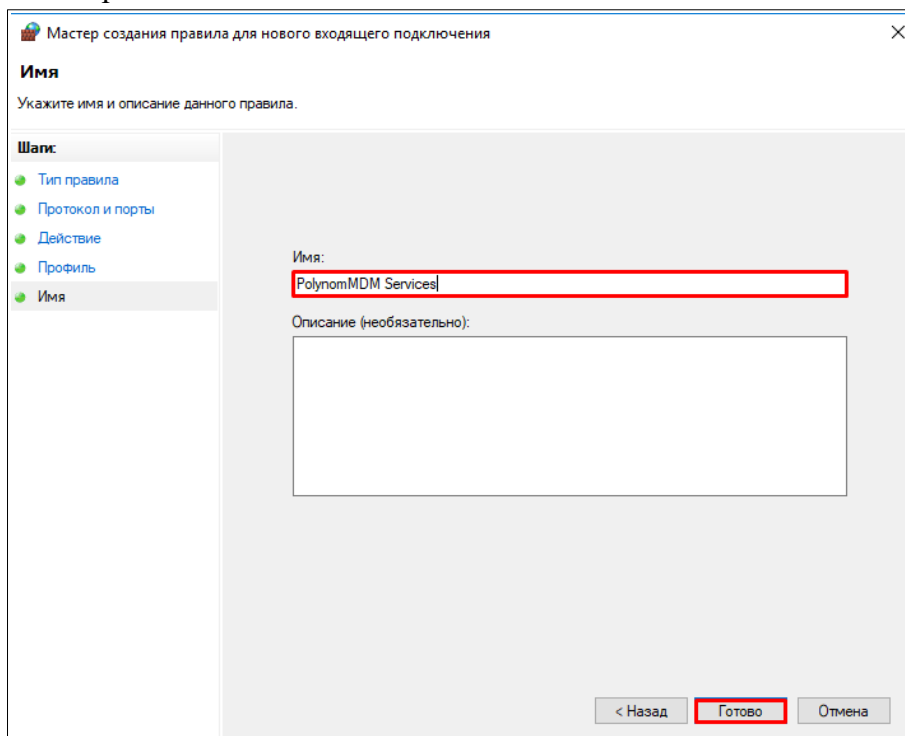 Мастер создания правила для нового входящего подключения
Имя
Укажите имя и описание данного правила.
Шаги:
Тип правила
Протокол и порты
Действие
Профиль
Имя
Имя:
PolynomMDM Services
Описание (необязательно):
< Назад
Готово
Отмена